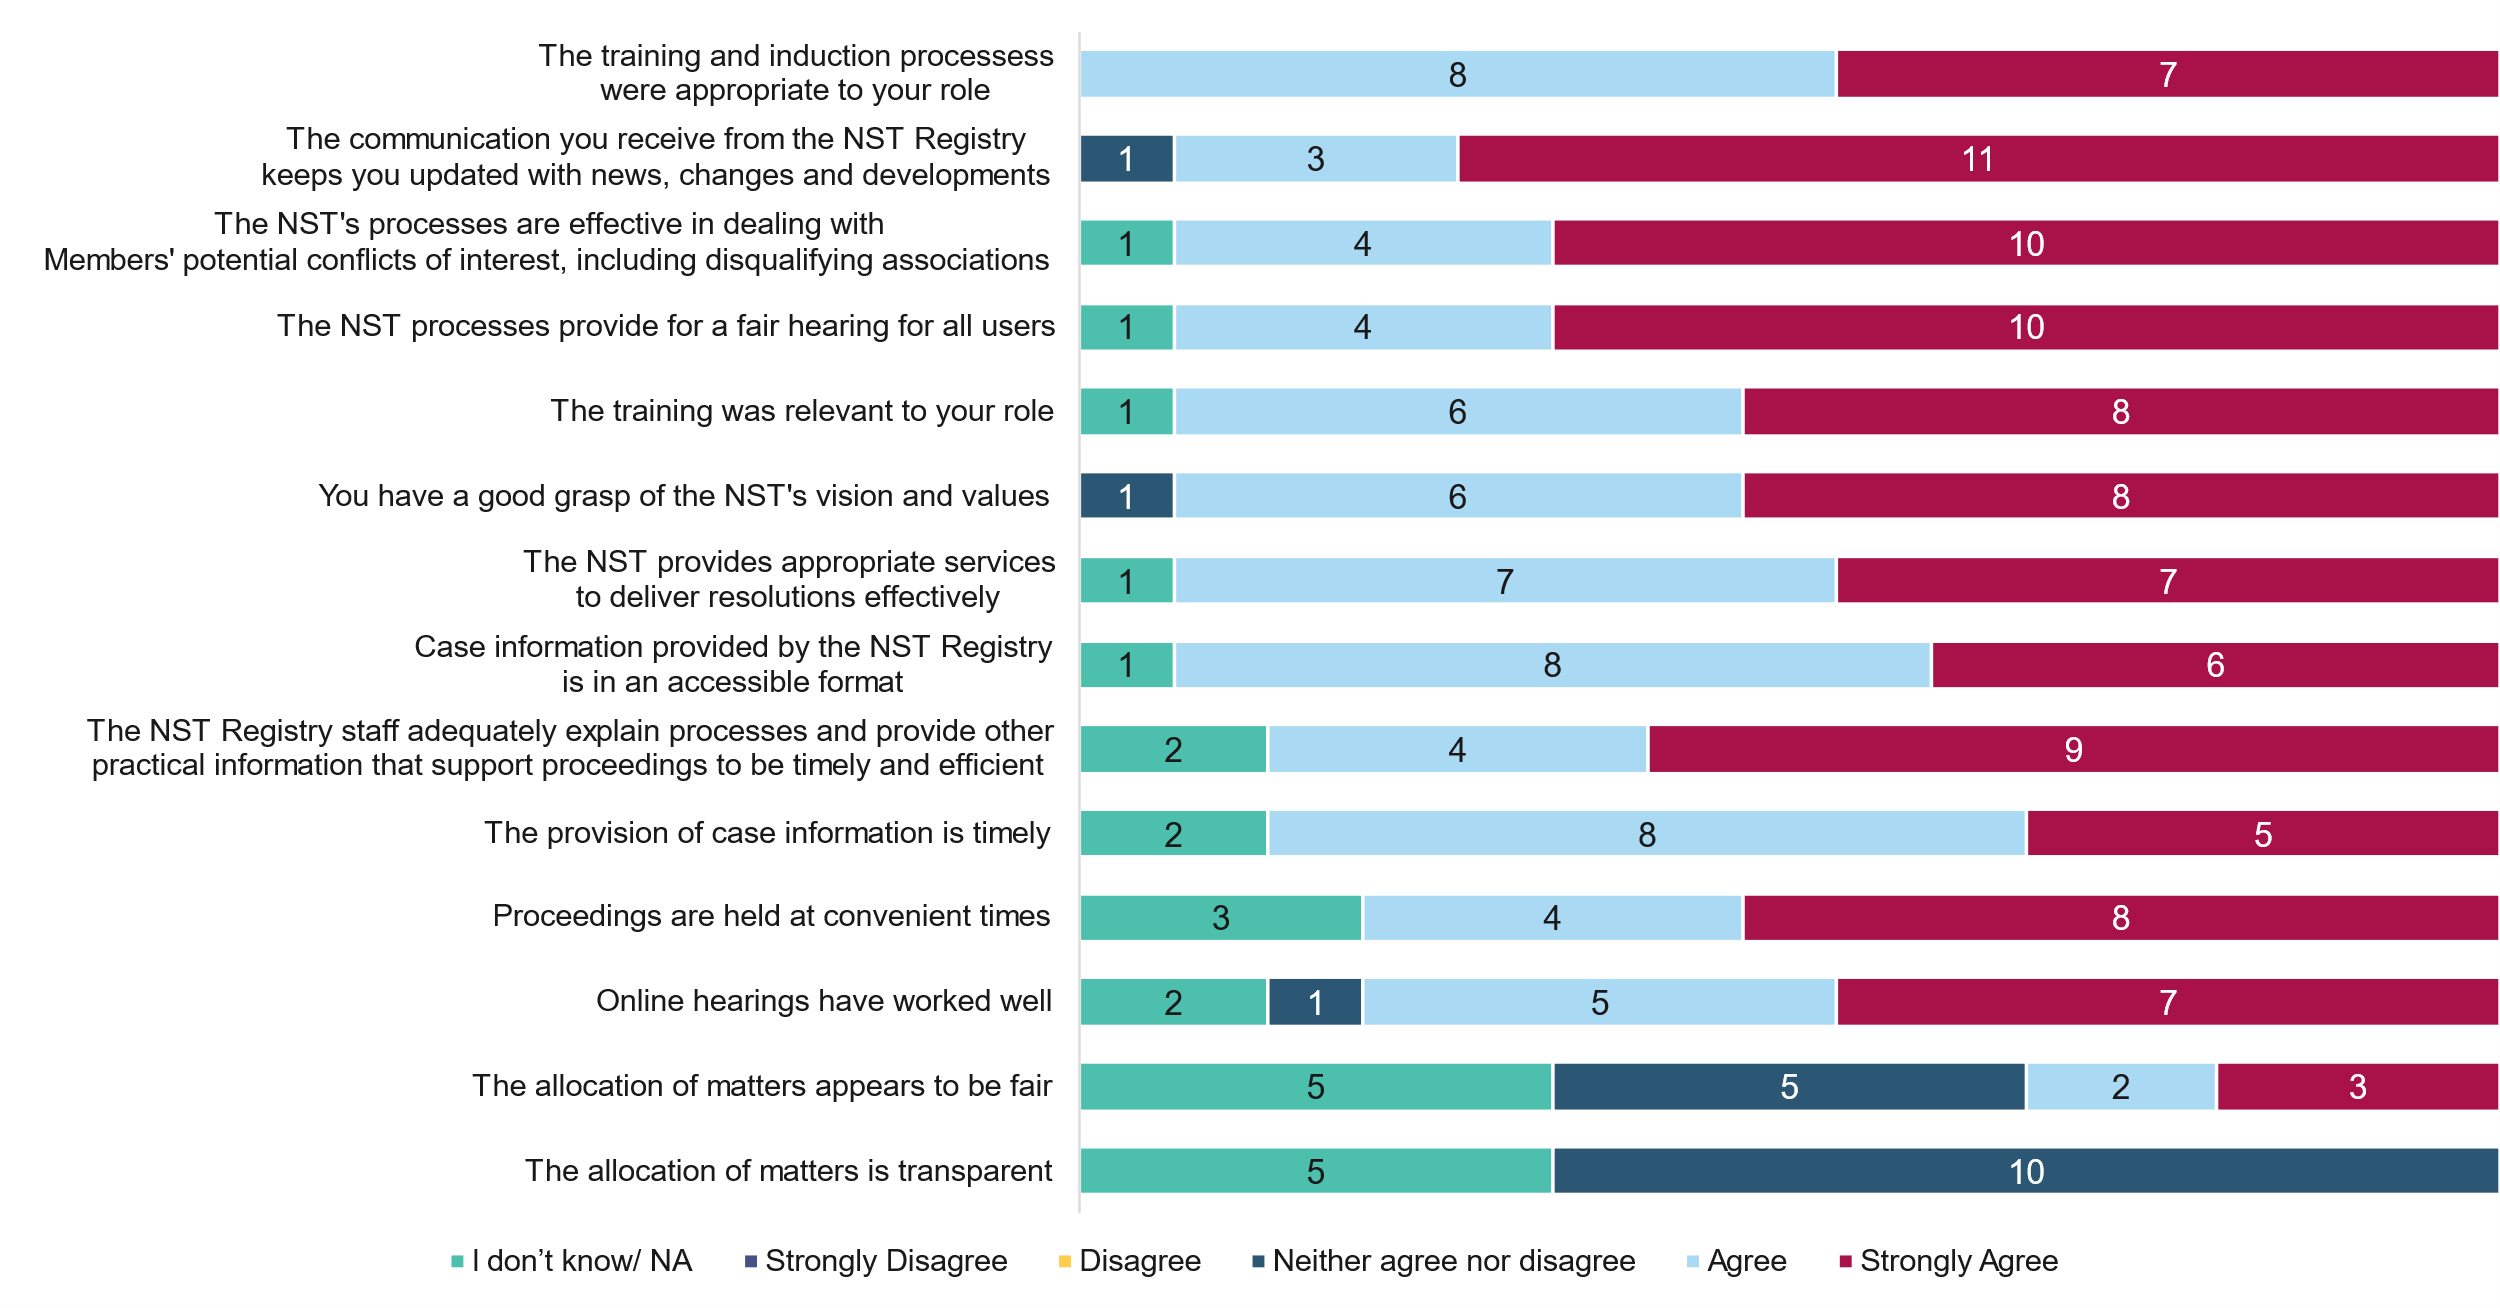 The training and induction processess
were appropriate to your role
8 7
The communication you receive from the NST Registry
keeps you updated with news, changes and developments
1 3 11
The NST's processes are effective in dealing with
Members' potential conflicts of interest, including disqualifying associations
1 4 10
The NST processes provide for a fair hearing for all users
1 4 10
The training was relevant to your role
1 6 8
You have a good grasp of the NST's vision and values
1 6 8
The NST provides appropriate services
to deliver resolutions effectively
1 7 7
Case information provided by the NST Registry
is in an accessible format
1 8 6
The NST Registry staff adequately explain processes and provide other
practical information that support proceedings to be timely and efficient
2 4 9
The provision of case information is timely
2 8 5
Proceedings are held at convenient times
3 4 8
Online hearings have worked well
2 1 5 7
The allocation of matters appears to be fair
5 5 2 3
The allocation of matters is transparent
5 10
I don’t know/ NA Strongly Disagree Disagree Neither agree nor disagree Agree Strongly Agree